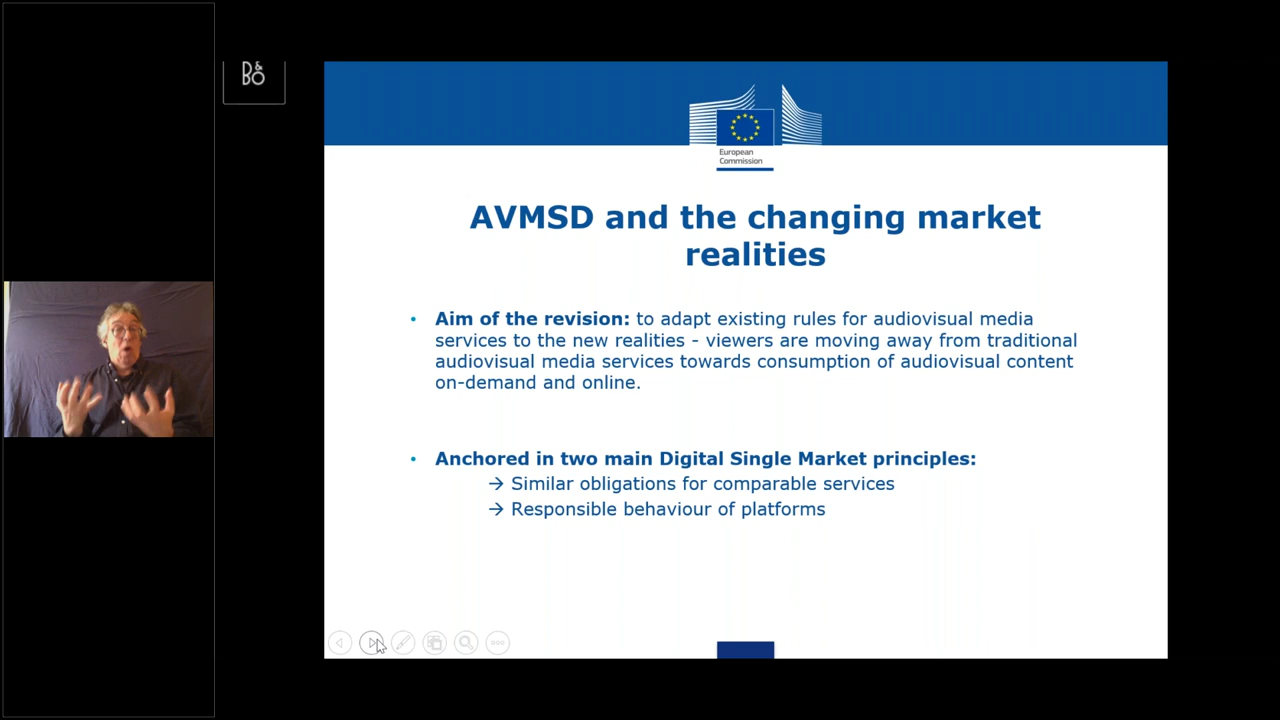 B&
BO
European
Commission
AVMSD and the changing market
realities
• Aim of the revision: to adapt existing rules for audiovisual media
services to the new realities - viewers are moving away from traditional
audiovisual media services towards consumption of audiovisual content
on-demand and online.
• Anchored in two main Digital Single Market principles:
→ Similar obligations for comparable services
→ Responsible behaviour of platforms